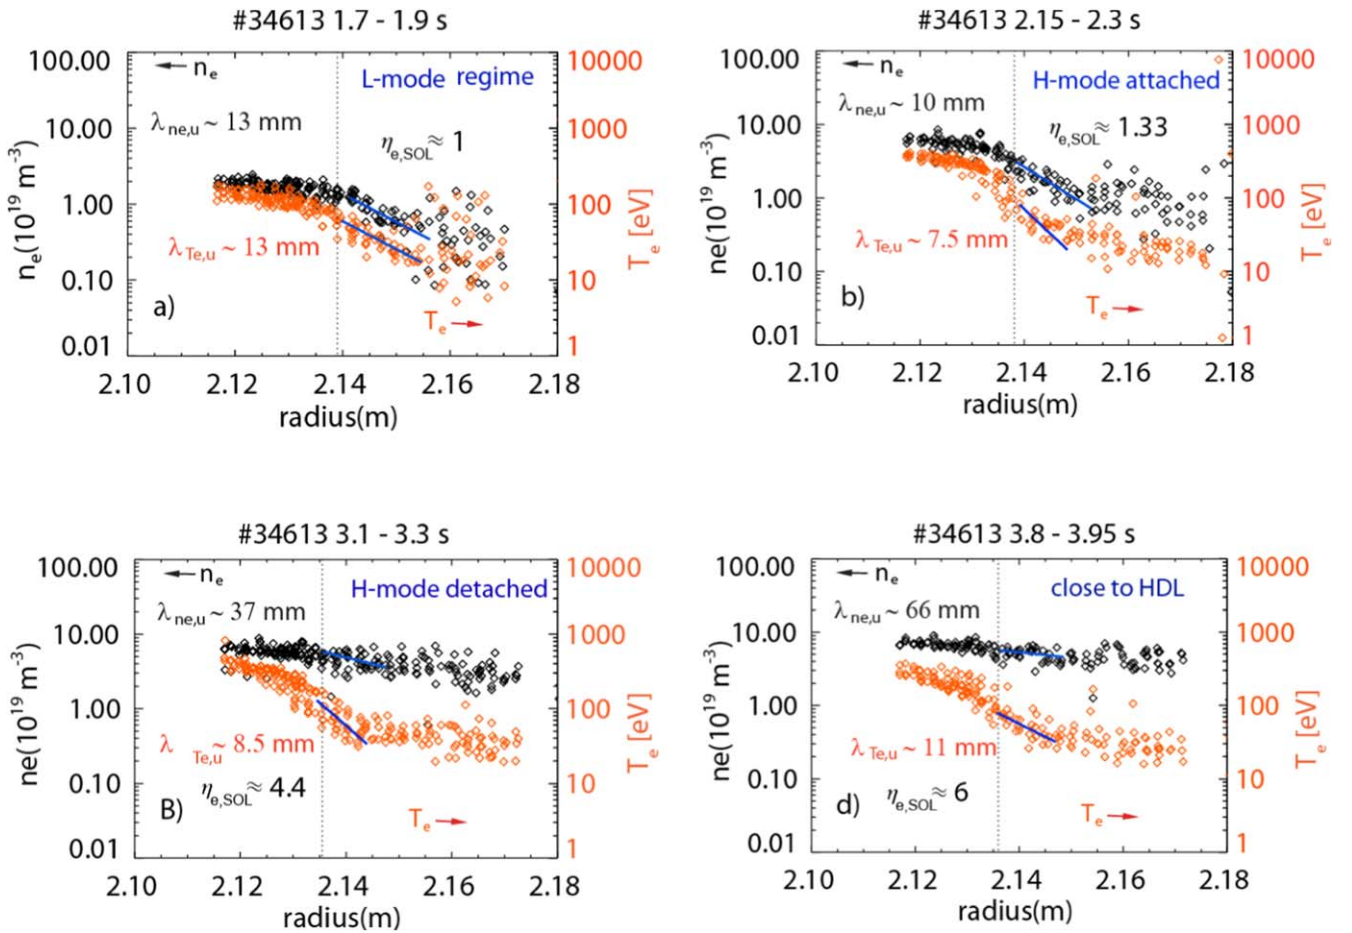 #34613 1.7 - 1.9 s
100.00
10.00
1.00
0.10
0.01
nₑ(10¹⁹ m⁻³)
← nₑ
L-mode regime
λne,u ~ 13 mm
ηe,SOL ≈ 1
λTe,u ~ 13 mm
a)
Tₑ →
10000
1000
100
10
1
Tₑ [eV]
2.10 2.12 2.14 2.16 2.18
radius(m)
#34613 2.15 - 2.3 s
100.00
10.00
1.00
0.10
0.01
ne(10¹⁹ m⁻³)
← nₑ
H-mode attached
λne,u ~ 10 mm
ηe,SOL ≈ 1.33
λTe,u ~ 7.5 mm
b)
Tₑ →
10000
1000
100
10
1
Tₑ [eV]
2.10 2.12 2.14 2.16 2.18
radius(m)
#34613 3.1 - 3.3 s
100.00
10.00
1.00
0.10
0.01
ne(10¹⁹ m⁻³)
← nₑ
H-mode detached
λne,u ~ 37 mm
λ Te,u ~ 8.5 mm
ηe,SOL ≈ 4.4
B)
Tₑ →
10000
1000
100
10
1
Tₑ [eV]
2.10 2.12 2.14 2.16 2.18
radius(m)
#34613 3.8 - 3.95 s
100.00
10.00
1.00
0.10
0.01
ne(10¹⁹ m⁻³)
← nₑ
close to HDL
λne,u ~ 66 mm
λTe,u ~ 11 mm
ηe,SOL ≈ 6
d)
Tₑ →
10000
1000
100
10
1
Tₑ [eV]
2.10 2.12 2.14 2.16 2.18
radius(m)